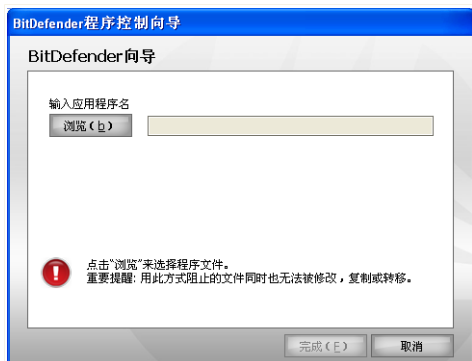 BitDefender程序控制向导
BitDefender向导
输入应用程序名
浏览(b)
点击"浏览"来选择程序文件。
重要提醒: 用此方式阻止的文件同时也无法被修改，复制或转移。
完成(F)
取消